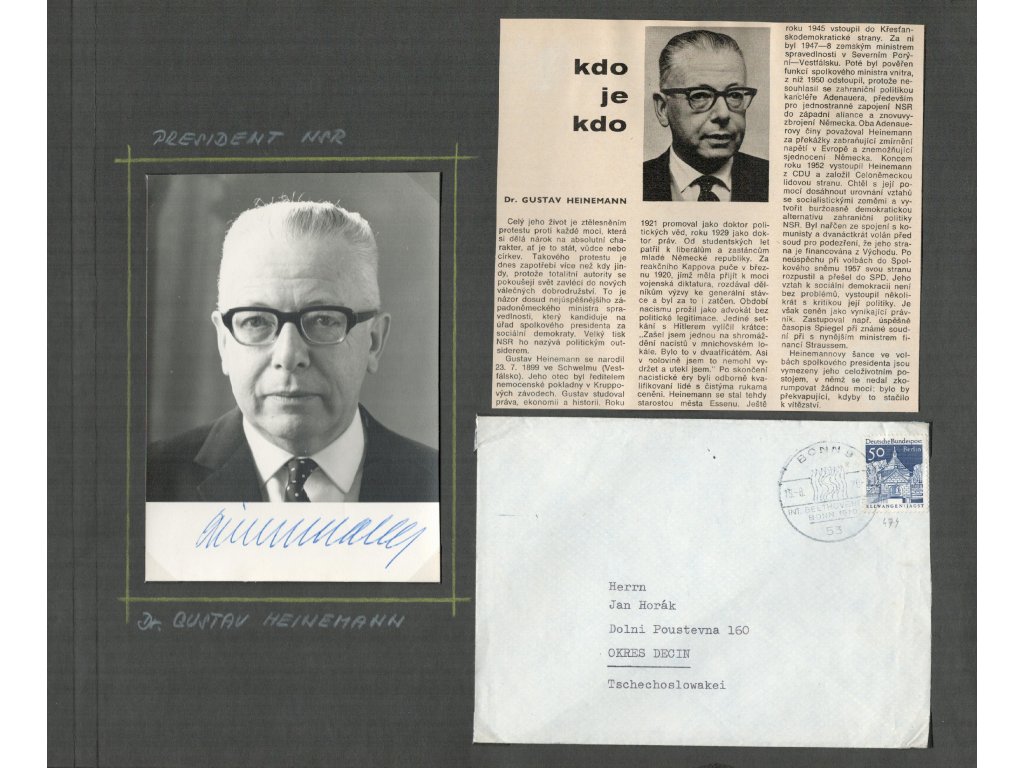 PRESIDENT NSR
Dr. GUSTAV HEINEMANN
kdo
je
kdo
Dr. GUSTAV HEINEMANN
Celý jeho život je ztělesněním
protestu proti každé moci, která
si dělá nárok na absolutní cha-
rakter, ať je to stát, vůdce nebo
církev. Takového protestu je
dnes zapotřebí více než kdy jin-
dy, protože totalitní autority se
pokoušejí svět zavléci do nových
válečných dobrodružství. To je
názor dosud nejúspěšnějšího zá-
padoněmeckého ministra spra-
vedlnosti, který kandiduje na
úřad spolkového presidenta za
sociální demokraty. Velký tisk
NSR ho nazývá politickým out-
siderem.
Gustav Heinemann se narodil
23. 7. 1899 ve Schwelmu (Vest-
fálsko). Jeho otec byl ředitelem
nemocenské pokladny v Kruppo-
vých závodech. Gustav studoval
práva, ekonomii a historii. Roku
1921 promoval jako doktor poli-
tických věd, roku 1929 jako dok-
tor práv. Od studentských let
patřil k liberálům a zastáncům
mladé Německé republiky. Za
reakčního Kappova puče v břez-
nu 1920, jímž měla přijít k moci
vojenská diktatura, rozdával děl-
níkům výzvy ke generální stáv-
ce a byl za to i zatčen. Období
nacismu prožil jako advokát bez
politické legitimace. Jediné set-
kání s Hitlerem vylíčil krátce:
„Zašel jsem jednou na shromáž-
dění nacistů v mnichovském lo-
kále. Bylo to v dvaatřicátém. Asi
v polovině jsem to nemohl vy-
držet a utekl jsem." Po skončení
nacistické éry byli odborně kva-
lifikovaní lidé s čistýma rukama
cenění. Heinemann se stal tehdy
starostou města Essenu. Ještě
roku 1945 vstoupil do Křesťan-
skodemokratické strany. Za ni
byl 1947—8 zemským ministrem
spravedlnosti v Severním Porý-
ní—Vestfálsku. Poté byl pověřen
funkcí spolkového ministra vnitra,
z níž 1950 odstoupil, protože ne-
souhlasil se zahraniční politikou
kancléře Adenauera, především
pro jednostranné zapojení NSR
do západní aliance a znovuvy-
zbrojení Německa. Oba Adenaue-
rovy činy považoval Heinemann
za překážky zabraňující zmírnění
napětí v Evropě a znemožňující
sjednocení Německa. Koncem
roku 1952 vystoupil Heinemann
z CDU a založil Celoněmeckou
lidovou stranu. Chtěl s její po-
mocí dosáhnout urovnání vztahů
se socialistickými zeměmi a vy-
tvořit buržoasně demokratickou
alternativu zahraniční politiky
NSR. Byl nařčen ze spojení s ko-
munisty a dvanáctkrát volán před
soud pro podezření, že jeho stra-
na je financována z Východu. Po
neúspěchu při volbách do Spol-
kového sněmu 1957 svou stranu
rozpustil a přešel do SPD. Jeho
vztah k sociální demokracii není
bez problémů, vystoupil několi-
krát s kritikou její politiky. Je
však ceněn jako vynikající práv-
ník. Zastupoval např. úspěšně
časopis Spiegel při známé soud-
ní při s nynějším ministrem fi-
nancí Straussem.
Heinemannovy šance ve vol-
bách spolkového presidenta jsou
vymezeny jeho celoživotním po-
stojem, v němž se nedal zko-
rumpovat žádnou mocí: bylo by
překvapující, kdyby to stačilo
k vítězství.
BONN 9
INT. BEETHOVEN
BONN 1970
53
Deutsche Bundespost
50 Berlin
ELLWANGEN/JAGST
474
Herrn
Jan Horák
Dolni Poustevna 160
OKRES DECIN
Tschechoslowakei